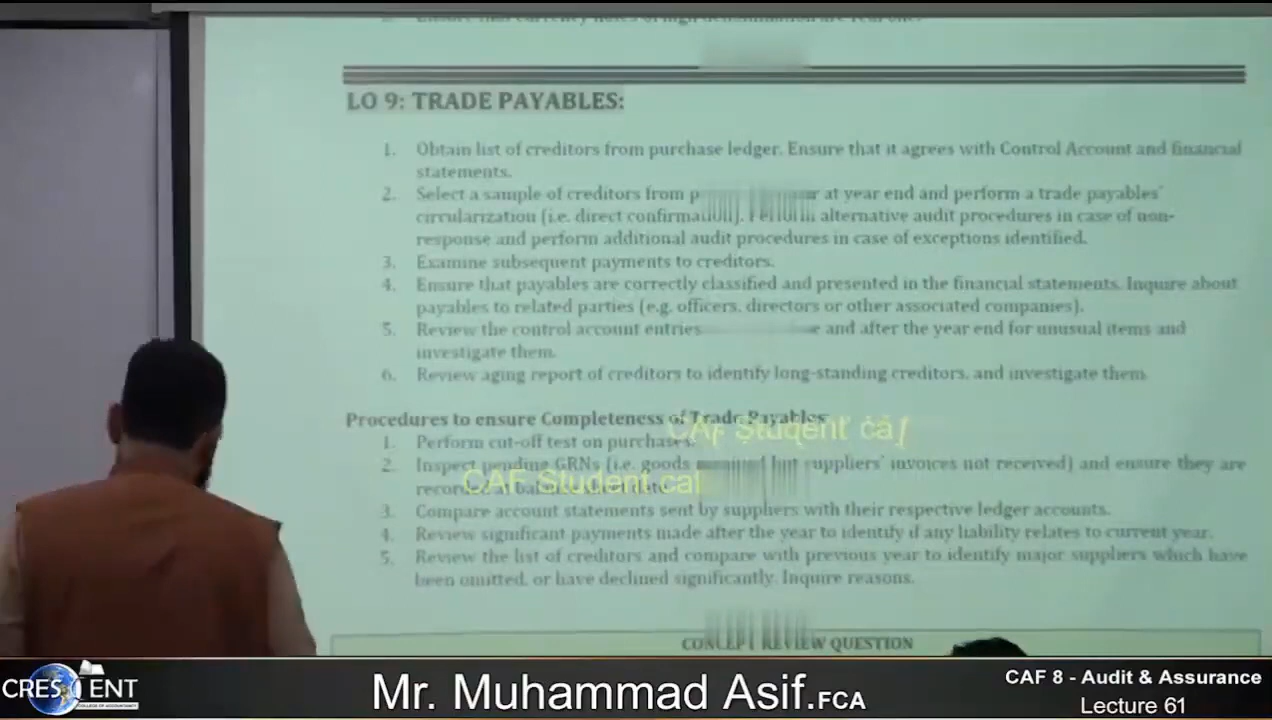 LO 9: TRADE PAYABLES:
1. Obtain list of creditors from purchase ledger. Ensure that it agrees with Control Account and financial
statements.
2. Select a sample of creditors from at year end and perform a trade payables'
circularization (i.e. direct confirmation). Perform alternative audit procedures in case of non-
response and perform additional audit procedures in case of exceptions identified.
3. Examine subsequent payments to creditors.
4. Ensure that payables are correctly classified and presented in the financial statements. Inquire about
payables to related parties (e.g. officers, directors or other associated companies).
5. Review the control account entries and after the year end for unusual items and
investigate them.
6. Review aging report of creditors to identify long-standing creditors, and investigate them
Procedures to ensure Completeness of Trade Payables
1. Perform cut-off test on purchases.
2. Inspect pending GRNs (i.e. goods but suppliers' invoices not received) and ensure they are
recorded at balance sheet date.
CAF Student caf
CAF Student caf
3. Compare account statements sent by suppliers with their respective ledger accounts.
4. Review significant payments made after the year to identify if any liability relates to current year.
5. Review the list of creditors and compare with previous year to identify major suppliers which have
been omitted, or have declined significantly. Inquire reasons.
CONCEPT REVIEW QUESTION
CRESCENT
COLLEGE OF ACCOUNTANCY
Mr. Muhammad Asif.FCA
CAF 8 - Audit & Assurance
Lecture 61